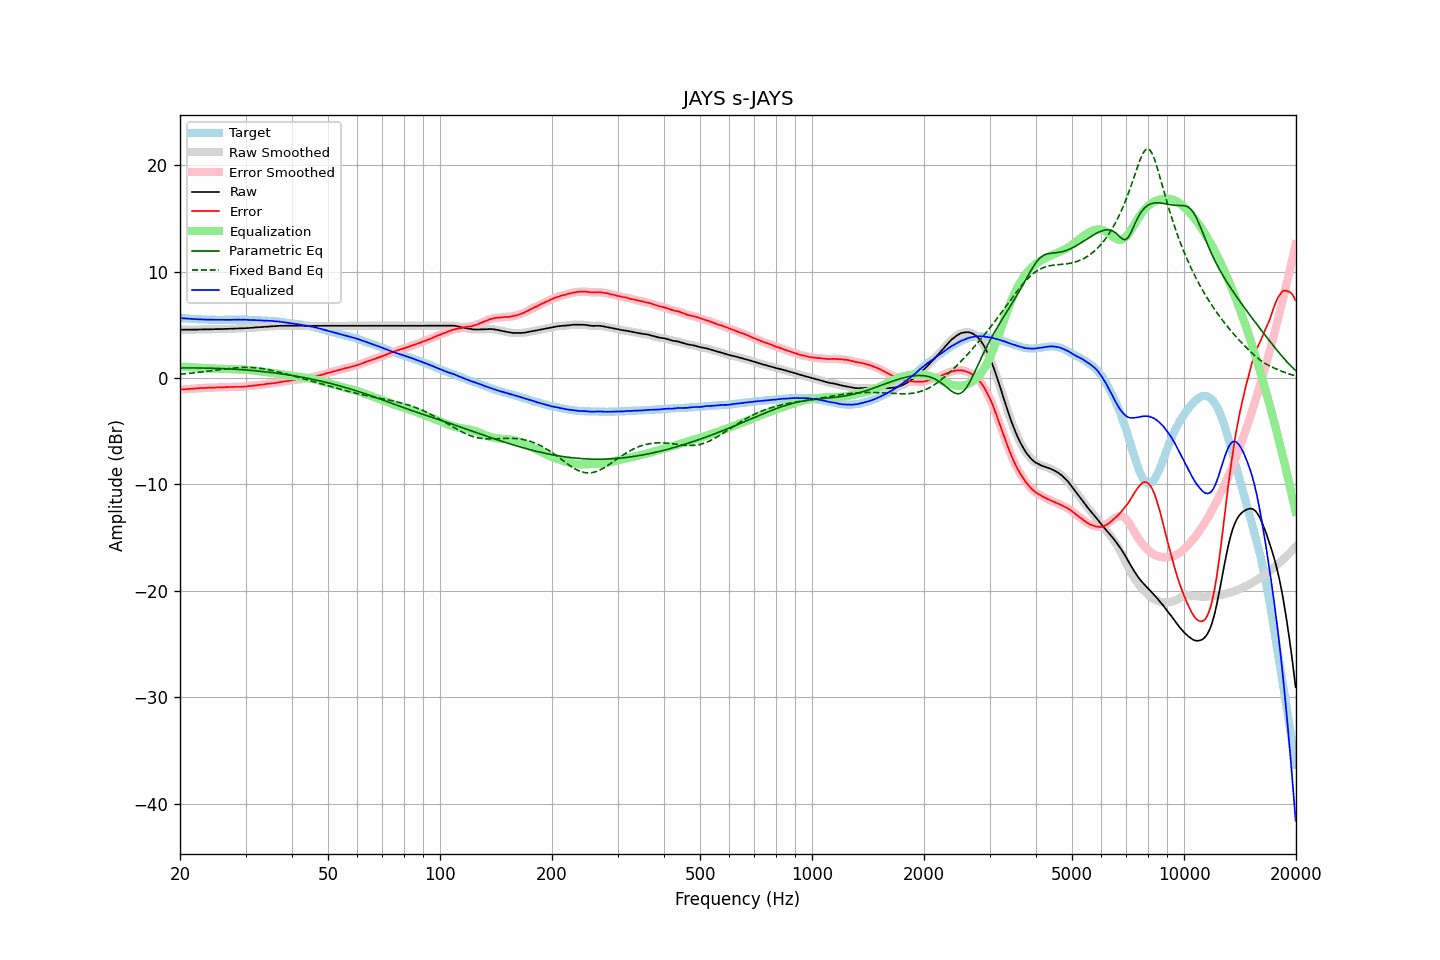 JAYS s-JAYS
Target
Raw Smoothed
Error Smoothed
Raw
Error
Equalization
Parametric Eq
Fixed Band Eq
Equalized
20
10
0
−10
−20
−30
−40
Amplitude (dBr)
20 50 100 200 500 1000 2000 5000 10000 20000
Frequency (Hz)